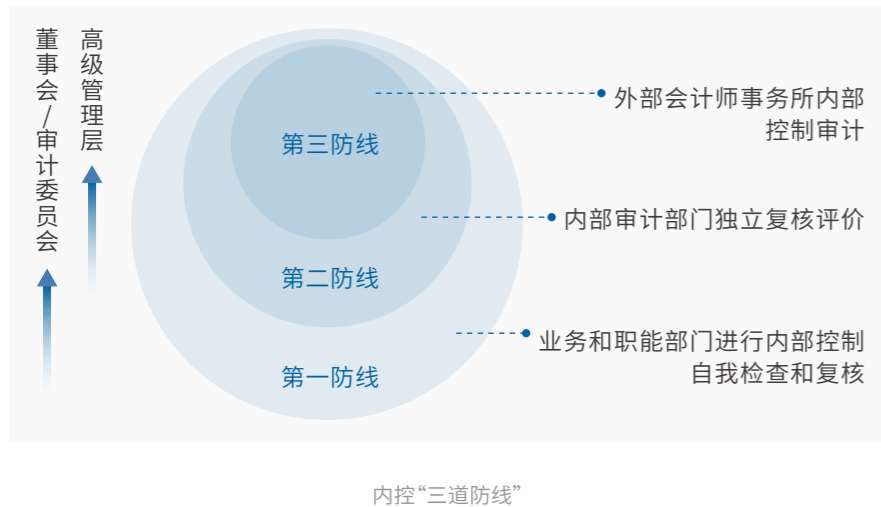 董事会/审计委员会
高级管理层
外部会计师事务所内部
控制审计
第三防线
内部审计部门独立复核评价
第二防线
业务和职能部门进行内部控制
自我检查和复核
第一防线
内控“三道防线”